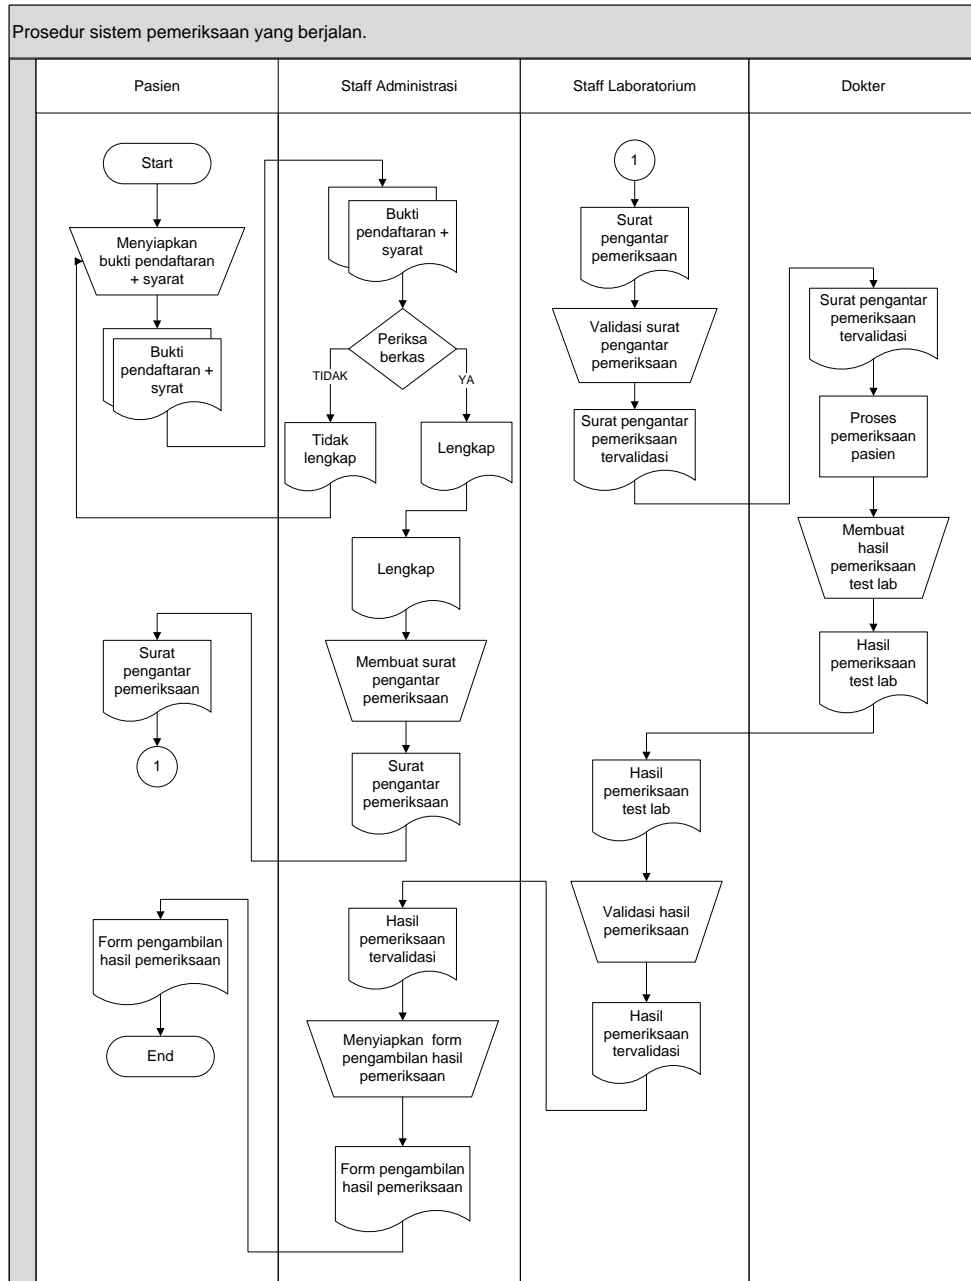 Prosedur sistem pemeriksaan yang berjalan.
Pasien
Staff Administrasi
Staff Laboratorium
Dokter
Start
Menyiapkan
bukti pendaftaran
+ syarat
Bukti
pendaftaran +
syrat
Surat
pengantar
pemeriksaan
1
Form pengambilan
hasil pemeriksaan
End
Bukti
pendaftaran +
syarat
Periksa
berkas
TIDAK
YA
Tidak
lengkap
Lengkap
Lengkap
Membuat surat
pengantar
pemeriksaan
Surat
pengantar
pemeriksaan
Hasil
pemeriksaan
tervalidasi
Menyiapkan form
pengambilan hasil
pemeriksaan
Form pengambilan
hasil pemeriksaan
1
Surat
pengantar
pemeriksaan
Validasi surat
pengantar
pemeriksaan
Surat pengantar
pemeriksaan
tervalidasi
Hasil
pemeriksaan
test lab
Validasi hasil
pemeriksaan
Hasil
pemeriksaan
tervalidasi
Surat pengantar
pemeriksaan
tervalidasi
Proses
pemeriksaan
pasien
Membuat
hasil
pemeriksaan
test lab
Hasil
pemeriksaan
test lab